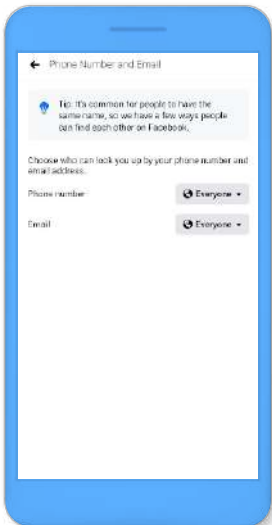 Phone Number and Email
Tip: It's common for people to have the
same name, so we have a few ways people
can find each other on Facebook.
Choose who can look you up by your phone number and
email address.
Phone number
Everyone
Email
Everyone